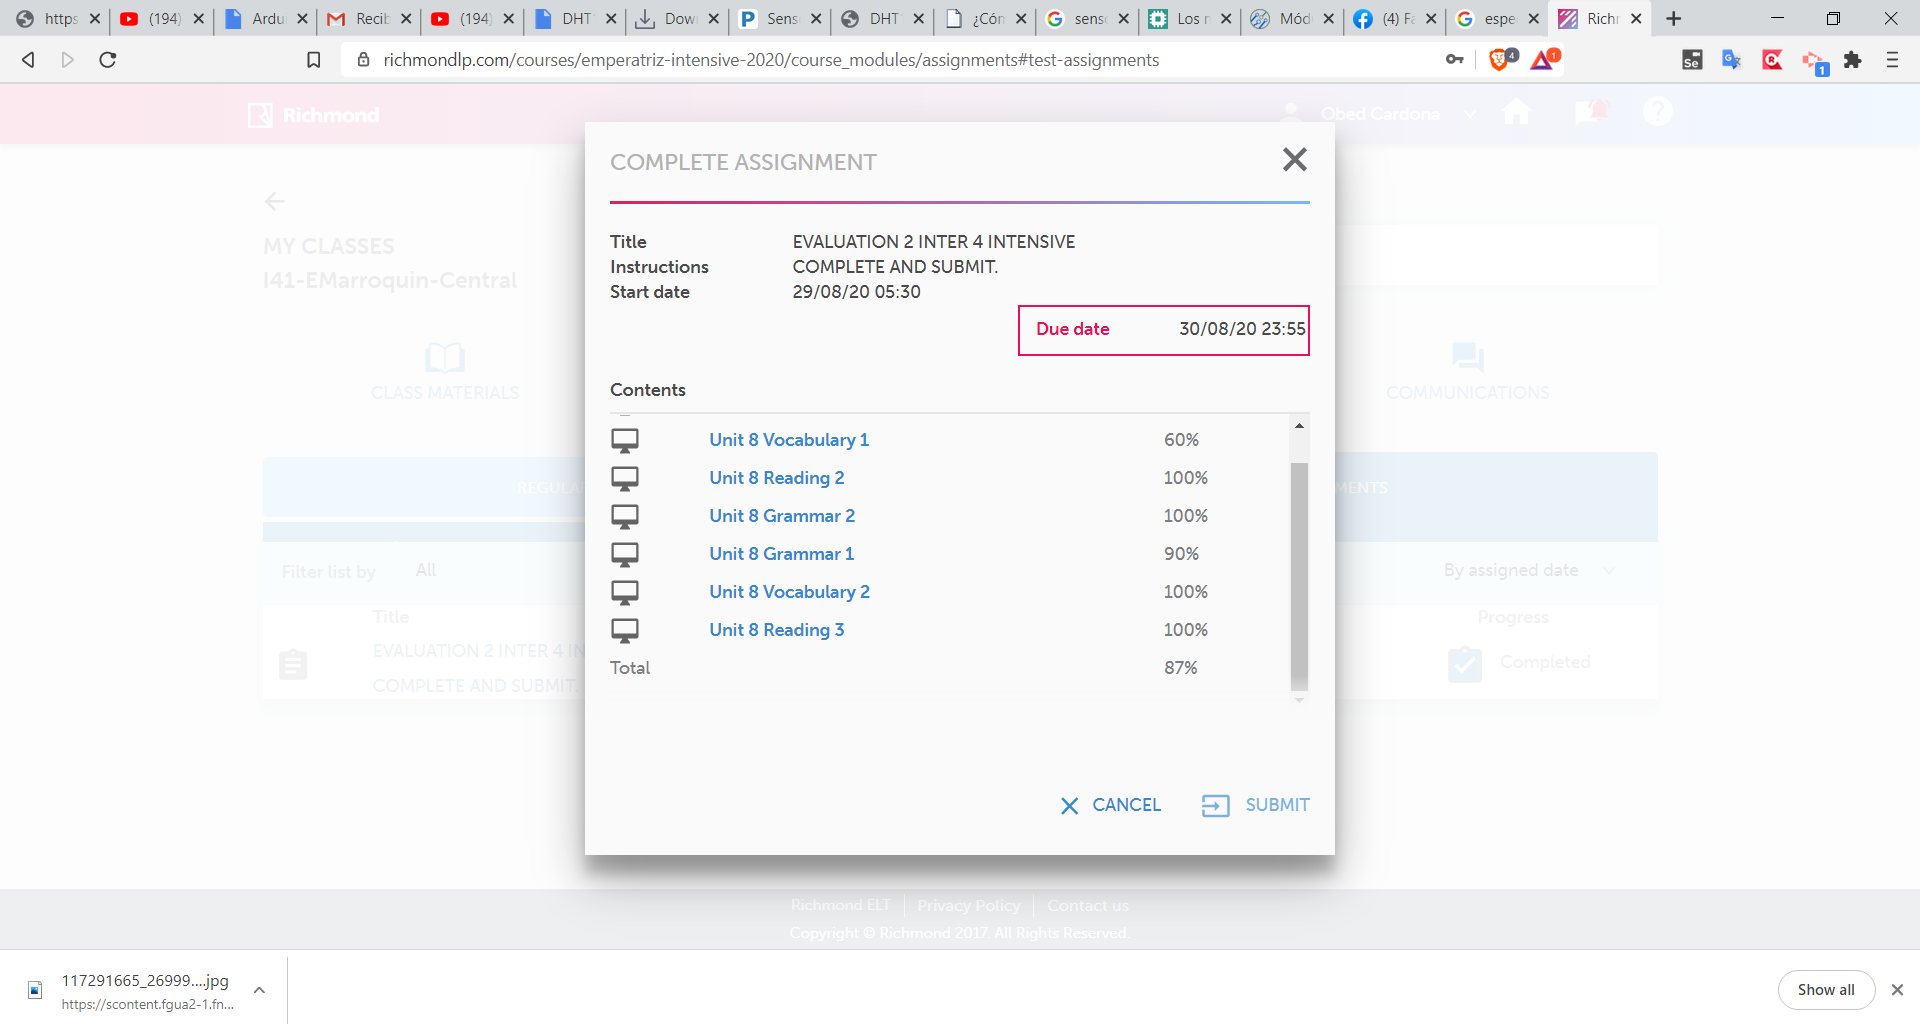 https
(194)
Ardu
Recib
(194)
DHT
Dow
Sens
DHT
¿Cón
senso
Los m
Mód
(4) Fa
espe
Richm
richmondlp.com/courses/emperatriz-intensive-2020/course_modules/assignments#test-assignments
Richmond
Obed Cardona
COMPLETE ASSIGNMENT
MY CLASSES
I41-EMarroquin-Central
Title EVALUATION 2 INTER 4 INTENSIVE
Instructions COMPLETE AND SUBMIT.
Start date 29/08/20 05:30
Due date 30/08/20 23:55
CLASS MATERIALS
COMMUNICATIONS
Contents
Unit 8 Vocabulary 1 60%
Unit 8 Reading 2 100%
Unit 8 Grammar 2 100%
Unit 8 Grammar 1 90%
Unit 8 Vocabulary 2 100%
Unit 8 Reading 3 100%
Total 87%
Filter list by All
By assigned date
Title
Progress
EVALUATION 2 INTER 4 IN
COMPLETE AND SUBMIT.
Completed
CANCEL SUBMIT
Richmond ELT Privacy Policy Contact us
Copyright © Richmond 2017. All Rights Reserved.
117291665_26999....jpg
https://scontent.fgua2-1.fn...
Show all